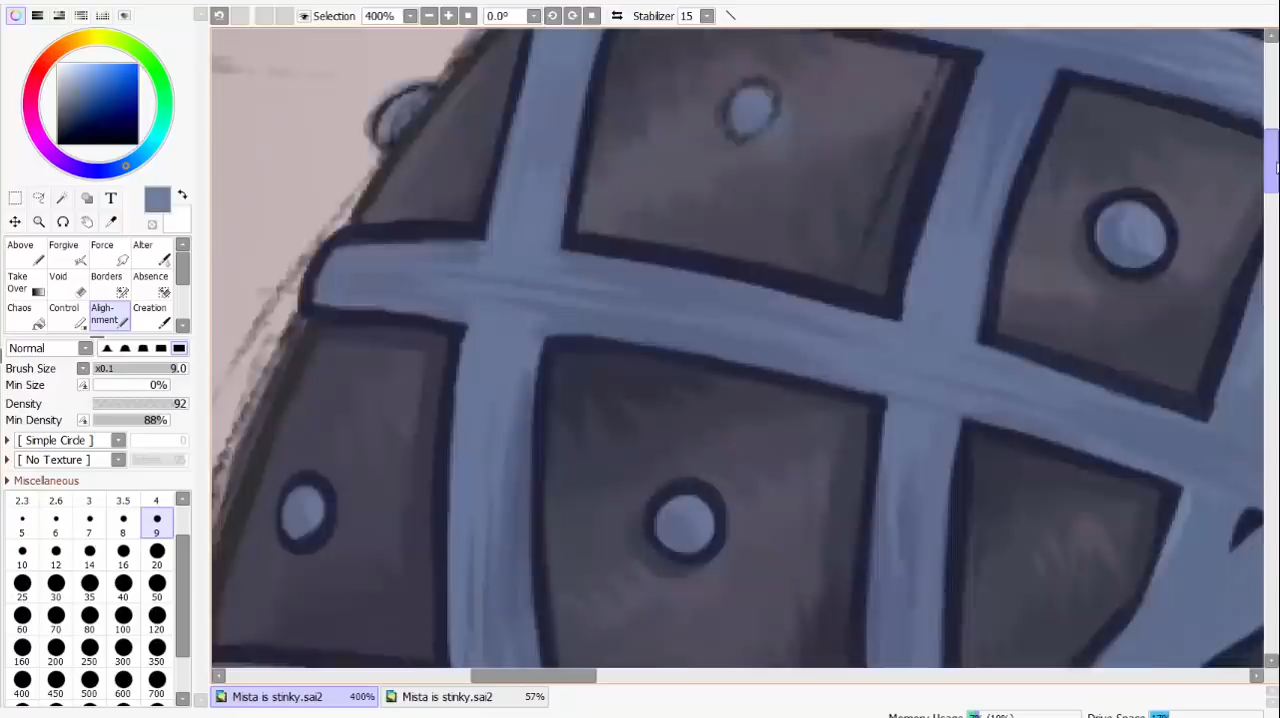 Selection 400% 0.0° Stabilizer 15
T
Above Forgive Force Alter
Take Over Void Borders Absence
Chaos Control Aligh-nment Creation
Normal
Brush Size x0.1 9.0
Min Size 0%
Density 92
Min Density 88%
[ Simple Circle ] 0
[ No Texture ]
Miscellaneous
2.3 2.6 3 3.5 4
5 6 7 8 9
10 12 14 16 20
25 30 35 40 50
60 70 80 100 120
160 200 250 300 350
400 450 500 600 700
Mista is stinky.sai2 400% Mista is stinky.sai2 57%
Memory Usage Drive Space